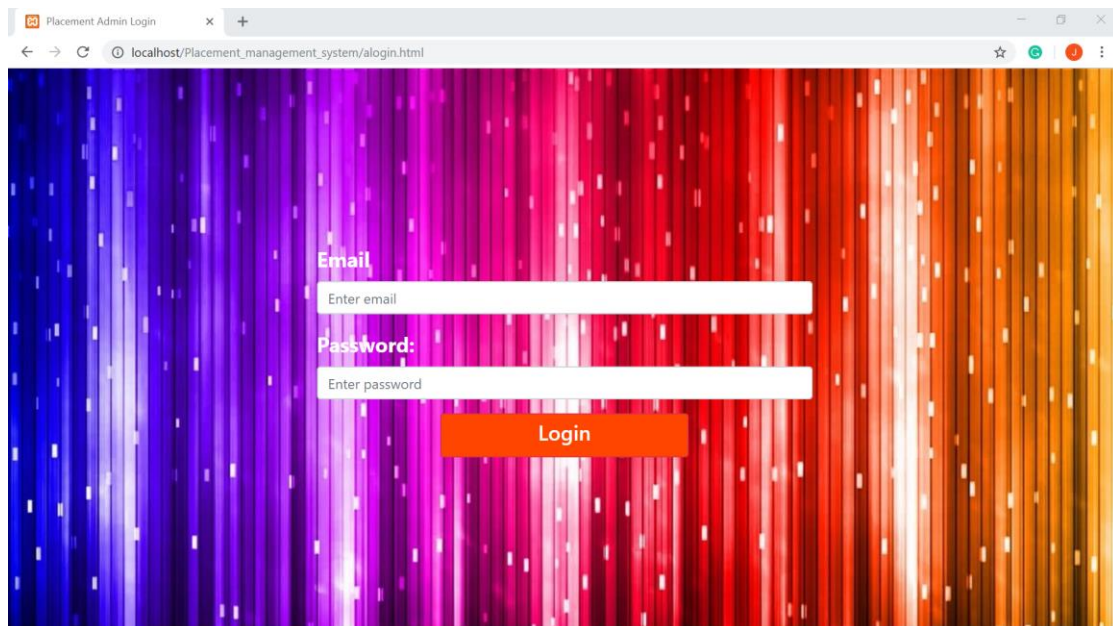 Placement Admin Login
localhost/Placement_management_system/alogin.html
J
Email
Enter email
Password:
Enter password
Login